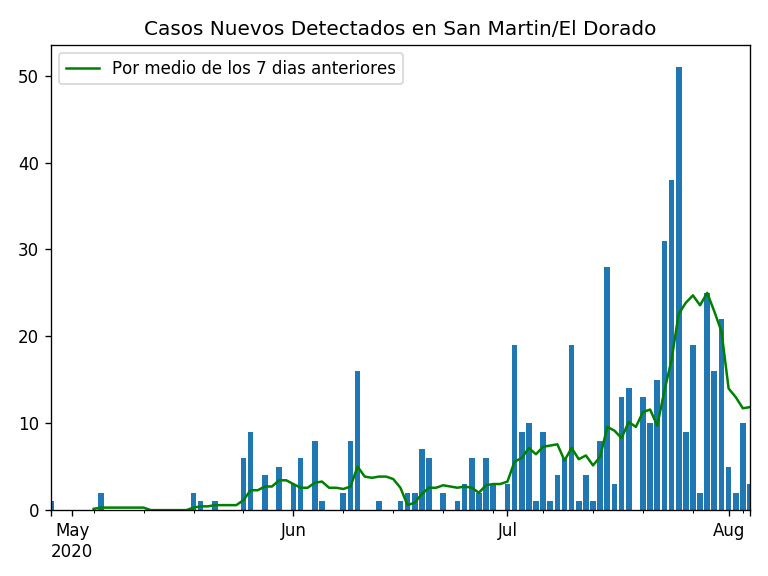 Casos Nuevos Detectados en San Martin/El Dorado
Por medio de los 7 dias anteriores
50
40
30
20
10
0
May Jun Jul Aug
2020